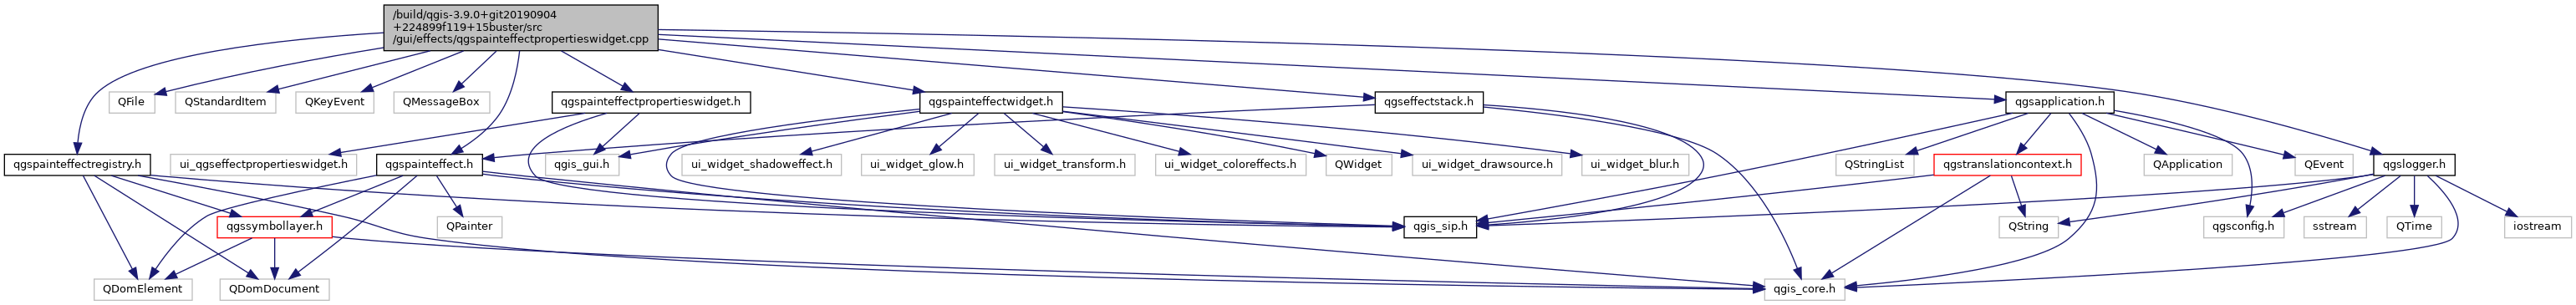 /build/qgis-3.9.0+git20190904
+224899f119+15buster/src
/gui/effects/qgspainteffectpropertieswidget.cpp
QFile
QStandardItem
QKeyEvent
QMessageBox
qgspainteffectpropertieswidget.h
qgspainteffectwidget.h
qgseffectstack.h
qgsapplication.h
qgspainteffectregistry.h
ui_qgseffectpropertieswidget.h
qgspainteffect.h
qgis_gui.h
ui_widget_shadoweffect.h
ui_widget_glow.h
ui_widget_transform.h
ui_widget_coloreffects.h
QWidget
ui_widget_drawsource.h
ui_widget_blur.h
QStringList
qgstranslationcontext.h
QApplication
QEvent
qgslogger.h
qgssymbollayer.h
QPainter
qgis_sip.h
QString
qgsconfig.h
sstream
QTime
iostream
QDomElement
QDomDocument
qgis_core.h